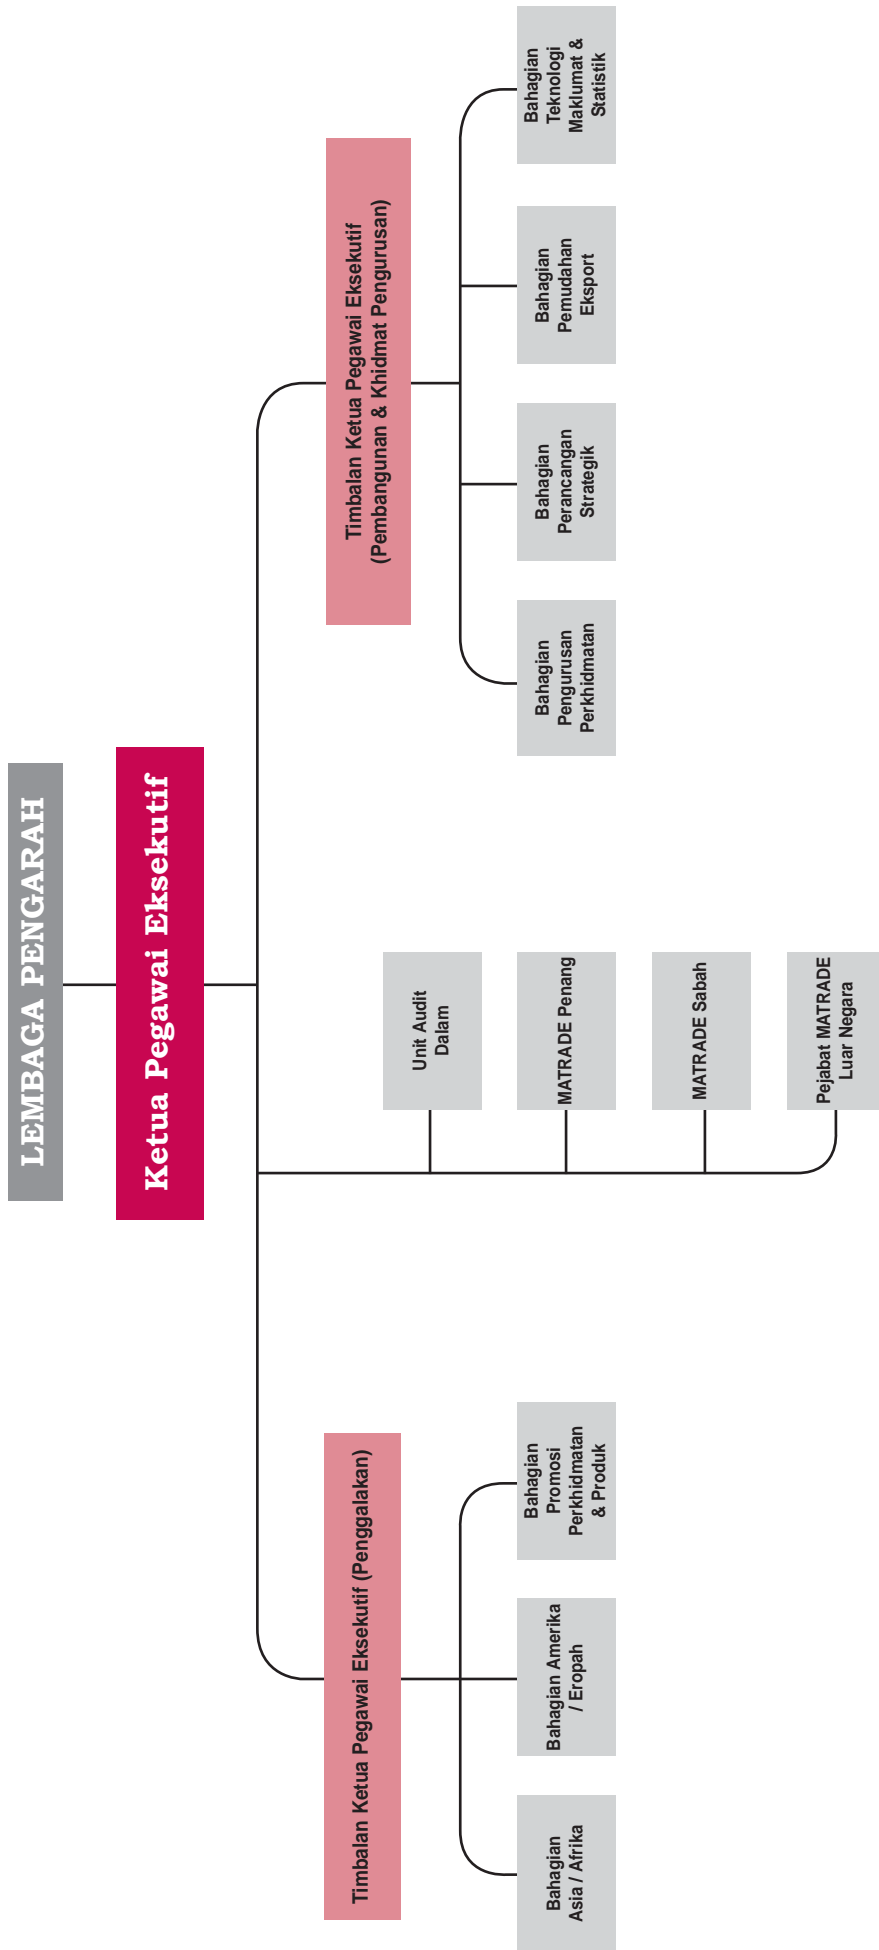 LEMBAGA PENGARAH
Ketua Pegawai Eksekutif
Timbalan Ketua Pegawai Eksekutif (Penggalakan)
Timbalan Ketua Pegawai Eksekutif
(Pembangunan & Khidmat Pengurusan)
Unit Audit
Dalam
MATRADE Penang
MATRADE Sabah
Pejabat MATRADE
Luar Negara
Bahagian
Asia / Afrika
Bahagian Amerika
/ Eropah
Bahagian
Promosi
Perkhidmatan
& Produk
Bahagian
Pengurusan
Perkhidmatan
Bahagian
Perancangan
Strategik
Bahagian
Pemudahan
Eksport
Bahagian
Teknologi
Maklumat &
Statistik